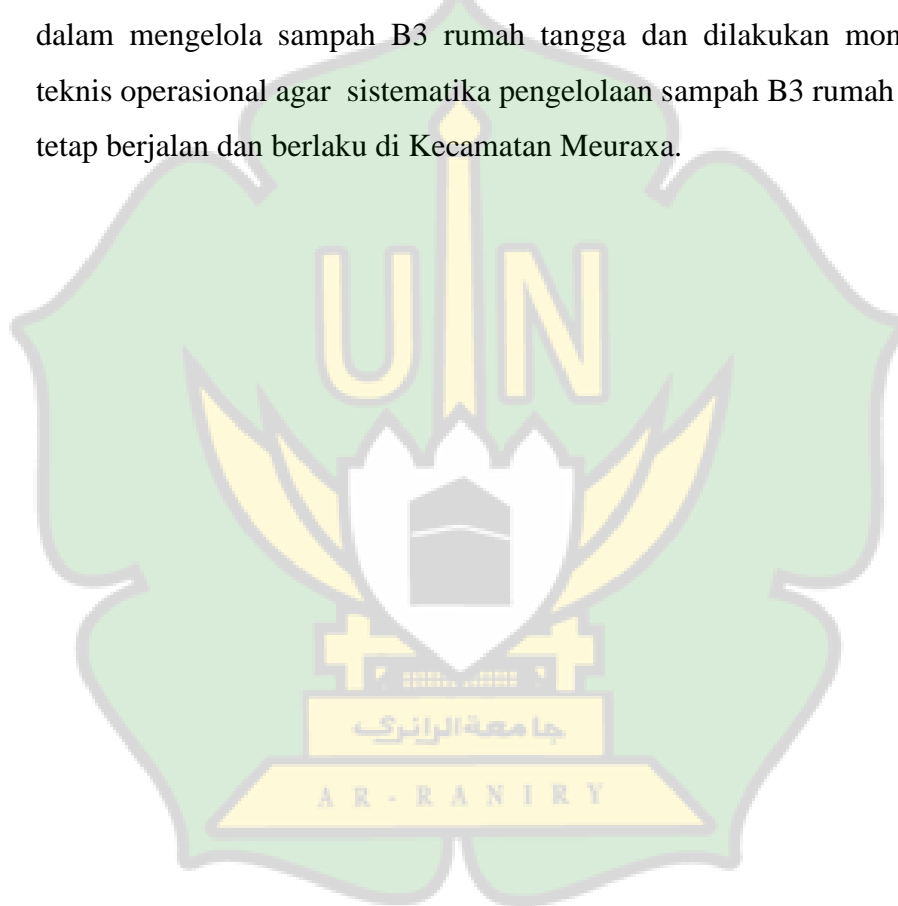 dalam mengelola sampah B3 rumah tangga dan dilakukan mon
teknis operasional agar sistematika pengelolaan sampah B3 rumah
tetap berjalan dan berlaku di Kecamatan Meuraxa.
UIN
جامعة الرانري
AR-RANIRY